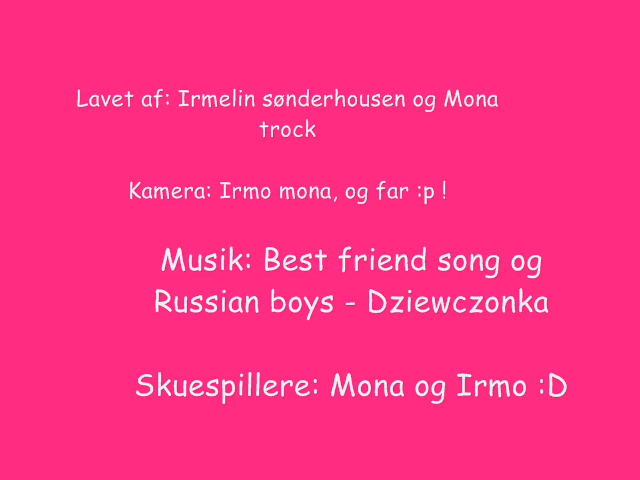 Lavet af: Irmelin sønderhousen og Mona
trock
Kamera: Irmo mona, og far :p !
Musik: Best friend song og
Russian boys - Dziewczonka
Skuespillere: Mona og Irmo :D